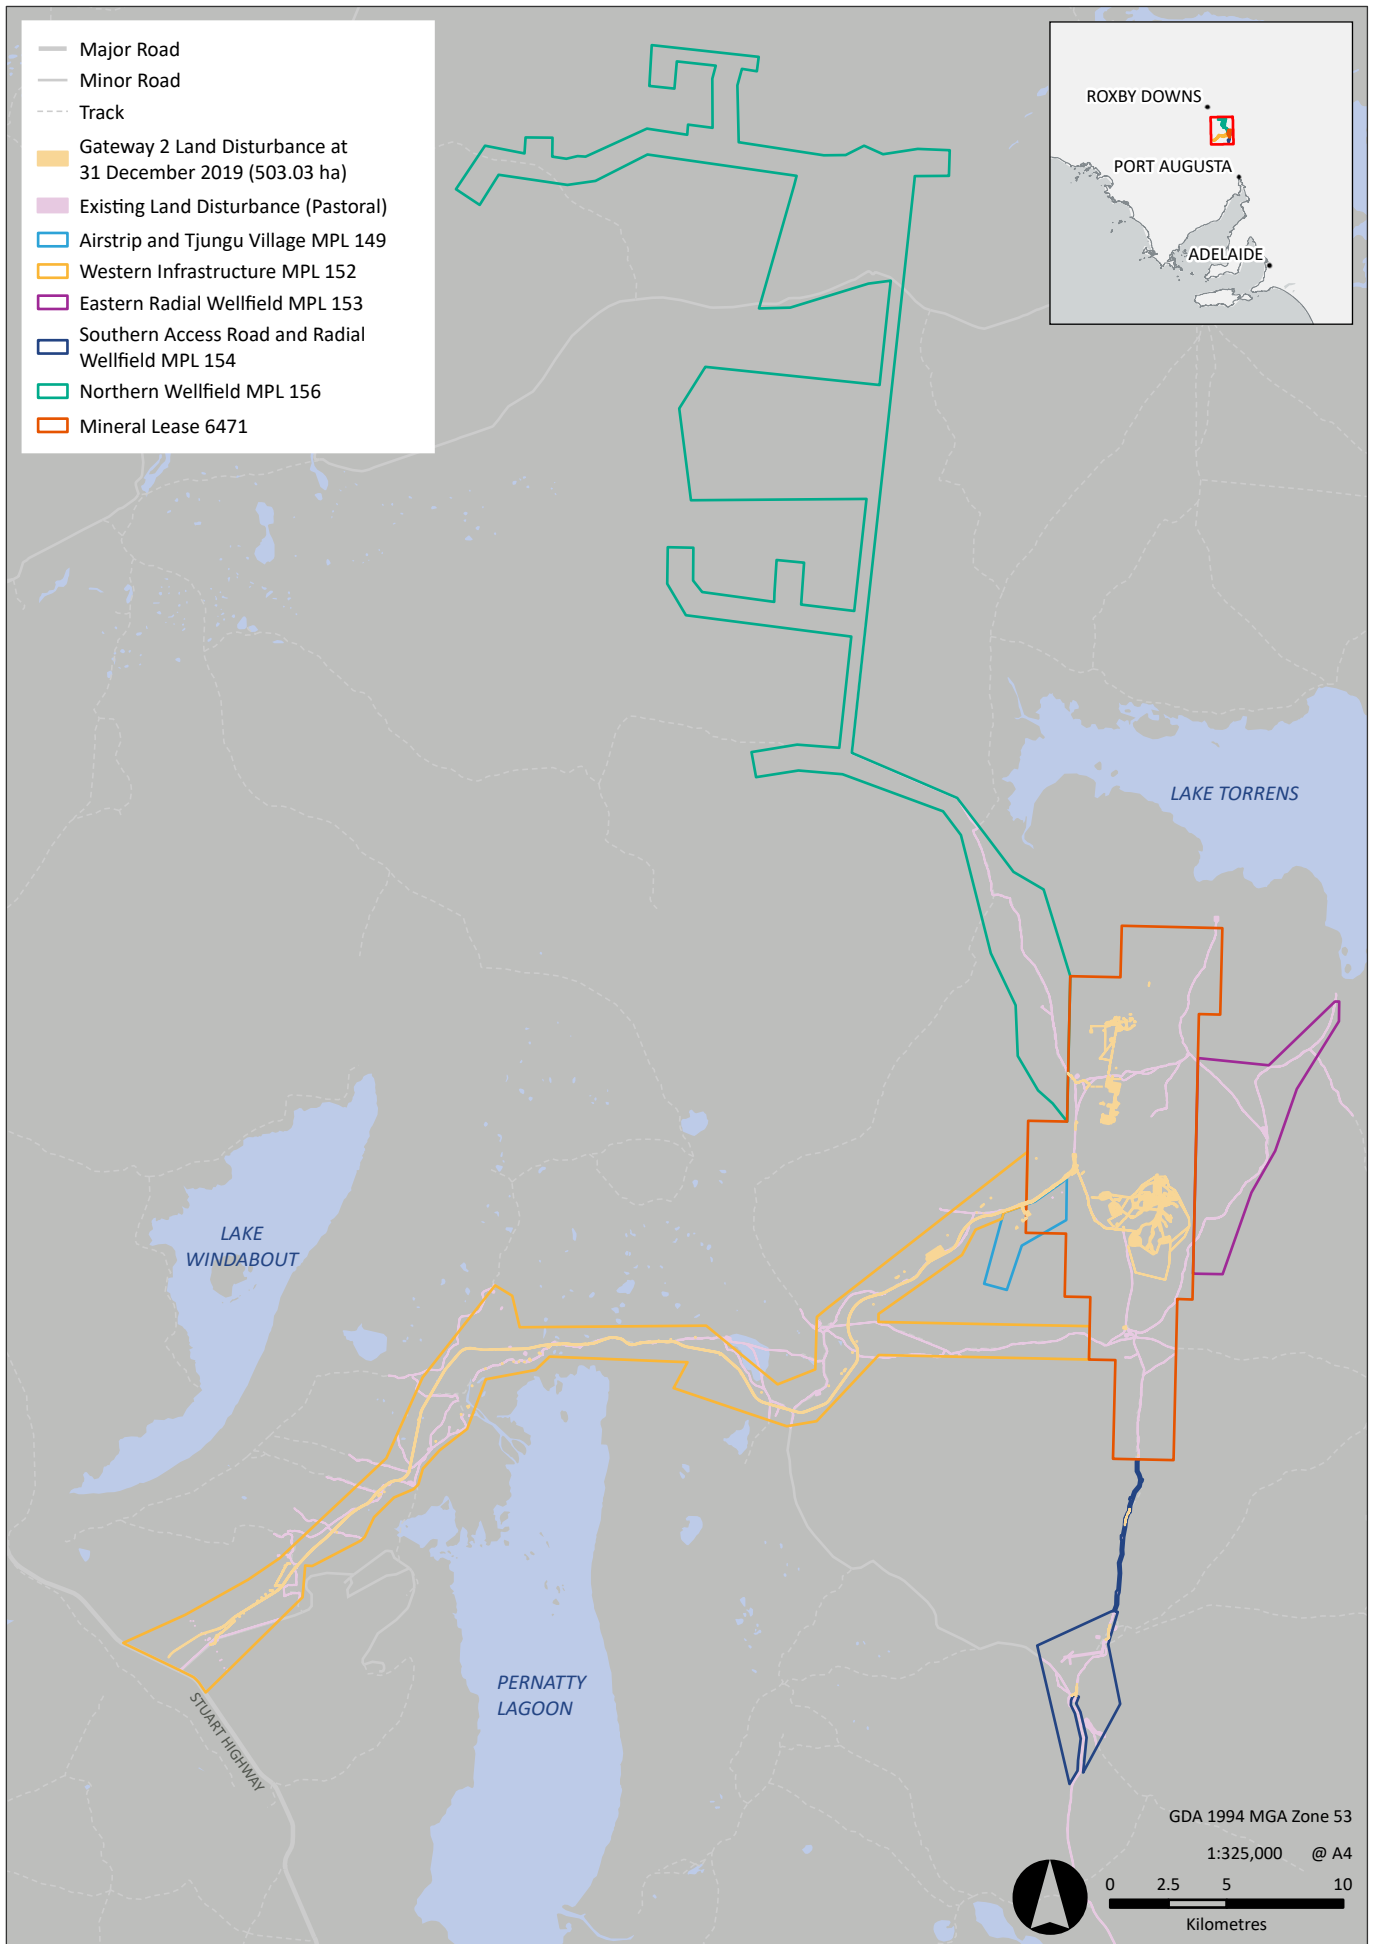 Major Road
Minor Road
Track
Gateway 2 Land Disturbance at
31 December 2019 (503.03 ha)
Existing Land Disturbance (Pastoral)
Airstrip and Tjungu Village MPL 149
Western Infrastructure MPL 152
Eastern Radial Wellfield MPL 153
Southern Access Road and Radial
Wellfield MPL 154
Northern Wellfield MPL 156
Mineral Lease 6471
ROXBY DOWNS
PORT AUGUSTA
ADELAIDE
LAKE TORRENS
LAKE
WINDABOUT
PERNATTY
LAGOON
STUART HIGHWAY
GDA 1994 MGA Zone 53
1:325,000 @ A4
0 2.5 5 10
Kilometres